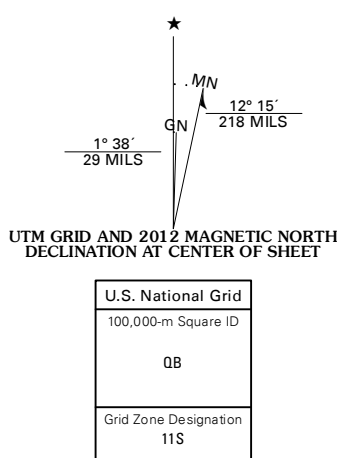 ★
MN
GN
12° 15´
218 MILS
1° 38´
29 MILS
UTM GRID AND 2012 MAGNETIC NORTH
DECLINATION AT CENTER OF SHEET
U.S. National Grid
100,000-m Square ID
QB
Grid Zone Designation
11S